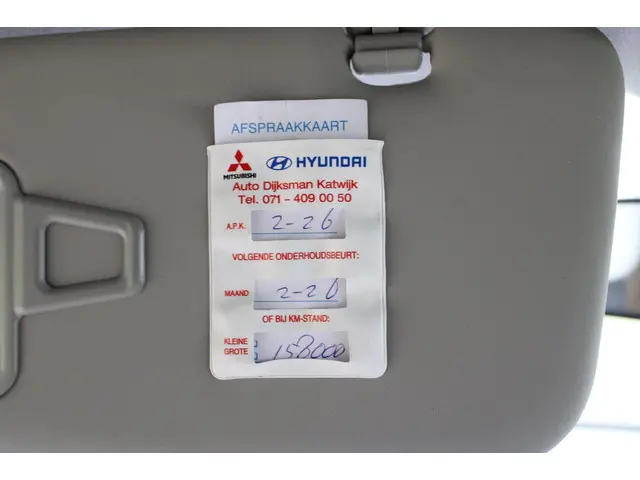 AFSPRAAKKAART
MITSUBISHI HYUNDAI
Auto Dijksman Katwijk
Tel. 071 - 409 00 50
A.P.K. 2-26
VOLGENDE ONDERHOUDSBEURT:
MAAND 2-26
OF BIJ KM-STAND:
KLEINE
GROTE 158000